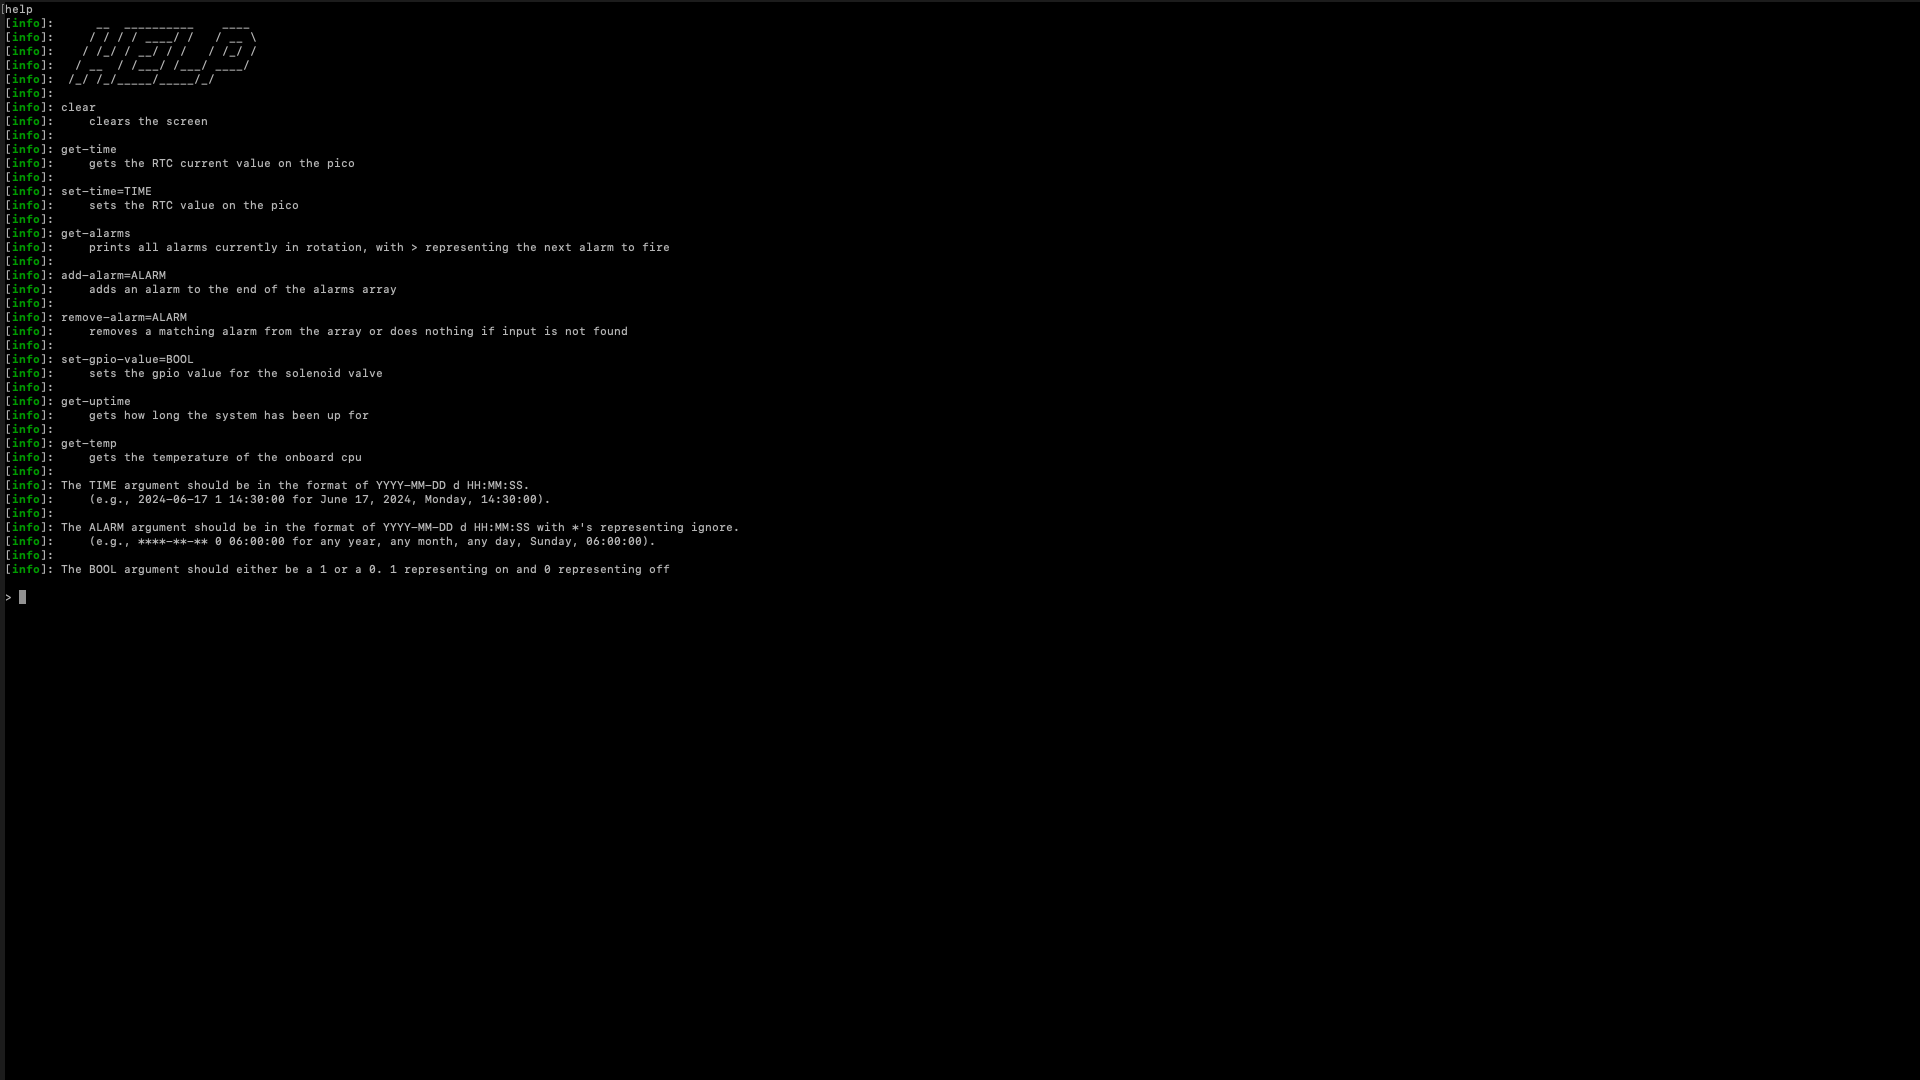 help
[info]:      __  __________    ____
[info]:     / / / / ____/ /   / __ \
[info]:    / /_/ / __/ / /   / /_/ /
[info]:   / __  / /___/ /___/ ____/
[info]:  /_/ /_/_____/_____/_/
[info]:
[info]: clear
[info]:     clears the screen
[info]:
[info]: get-time
[info]:     gets the RTC current value on the pico
[info]:
[info]: set-time=TIME
[info]:     sets the RTC value on the pico
[info]:
[info]: get-alarms
[info]:     prints all alarms currently in rotation, with > representing the next alarm to fire
[info]:
[info]: add-alarm=ALARM
[info]:     adds an alarm to the end of the alarms array
[info]:
[info]: remove-alarm=ALARM
[info]:     removes a matching alarm from the array or does nothing if input is not found
[info]:
[info]: set-gpio-value=BOOL
[info]:     sets the gpio value for the solenoid valve
[info]:
[info]: get-uptime
[info]:     gets how long the system has been up for
[info]:
[info]: get-temp
[info]:     gets the temperature of the onboard cpu
[info]:
[info]: The TIME argument should be in the format of YYYY-MM-DD d HH:MM:SS.
[info]:     (e.g., 2024-06-17 1 14:30:00 for June 17, 2024, Monday, 14:30:00).
[info]:
[info]: The ALARM argument should be in the format of YYYY-MM-DD d HH:MM:SS with *'s representing ignore.
[info]:     (e.g., ****-**-** 0 06:00:00 for any year, any month, any day, Sunday, 06:00:00).
[info]:
[info]: The BOOL argument should either be a 1 or a 0. 1 representing on and 0 representing off
>